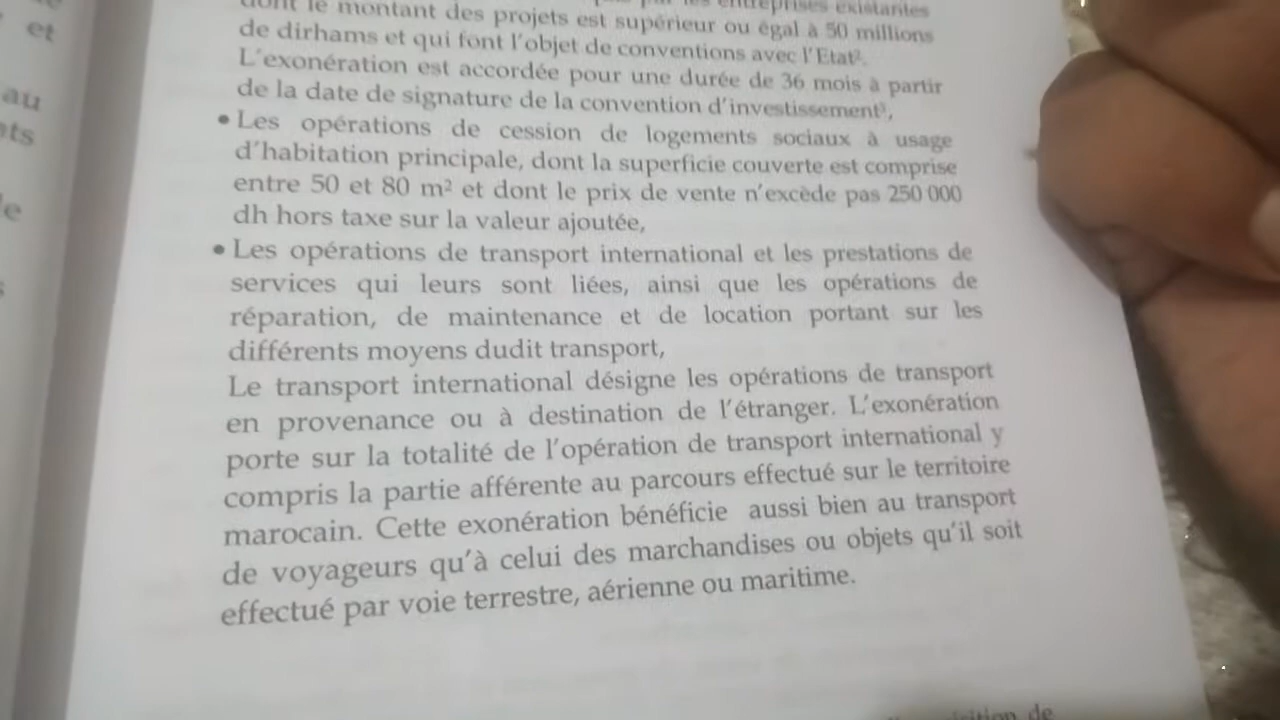 et
au
les entreprises existantes
dont le montant des projets est supérieur ou égal à 50 millions
de dirhams et qui font l'objet de conventions avec l'Etat².
L'exonération est accordée pour une durée de 36 mois à partir
de la date de signature de la convention d'investissement³,
• Les opérations de cession de logements sociaux à usage
d'habitation principale, dont la superficie couverte est comprise
entre 50 et 80 m² et dont le prix de vente n'excède pas 250 000
dh hors taxe sur la valeur ajoutée,
• Les opérations de transport international et les prestations de
services qui leurs sont liées, ainsi que les opérations de
réparation, de maintenance et de location portant sur les
différents moyens dudit transport,
Le transport international désigne les opérations de transport
en provenance ou à destination de l'étranger. L'exonération
porte sur la totalité de l'opération de transport international y
compris la partie afférente au parcours effectué sur le territoire
marocain. Cette exonération bénéficie aussi bien au transport
de voyageurs qu'à celui des marchandises ou objets qu'il soit
effectué par voie terrestre, aérienne ou maritime.
de